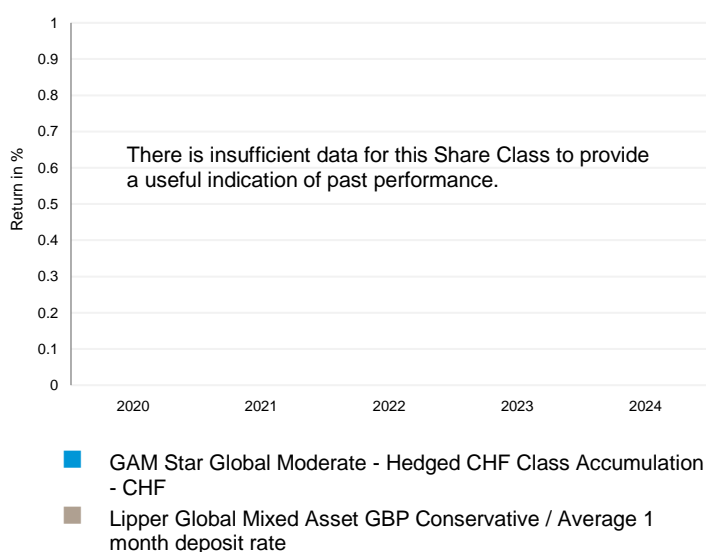 1
0.9
0.8
0.7
0.6
0.5
0.4
0.3
0.2
0.1
0
Return in %
There is insufficient data for this Share Class to provide
a useful indication of past performance.
2020 2021 2022 2023 2024
GAM Star Global Moderate - Hedged CHF Class Accumulation
- CHF
Lipper Global Mixed Asset GBP Conservative / Average 1
month deposit rate